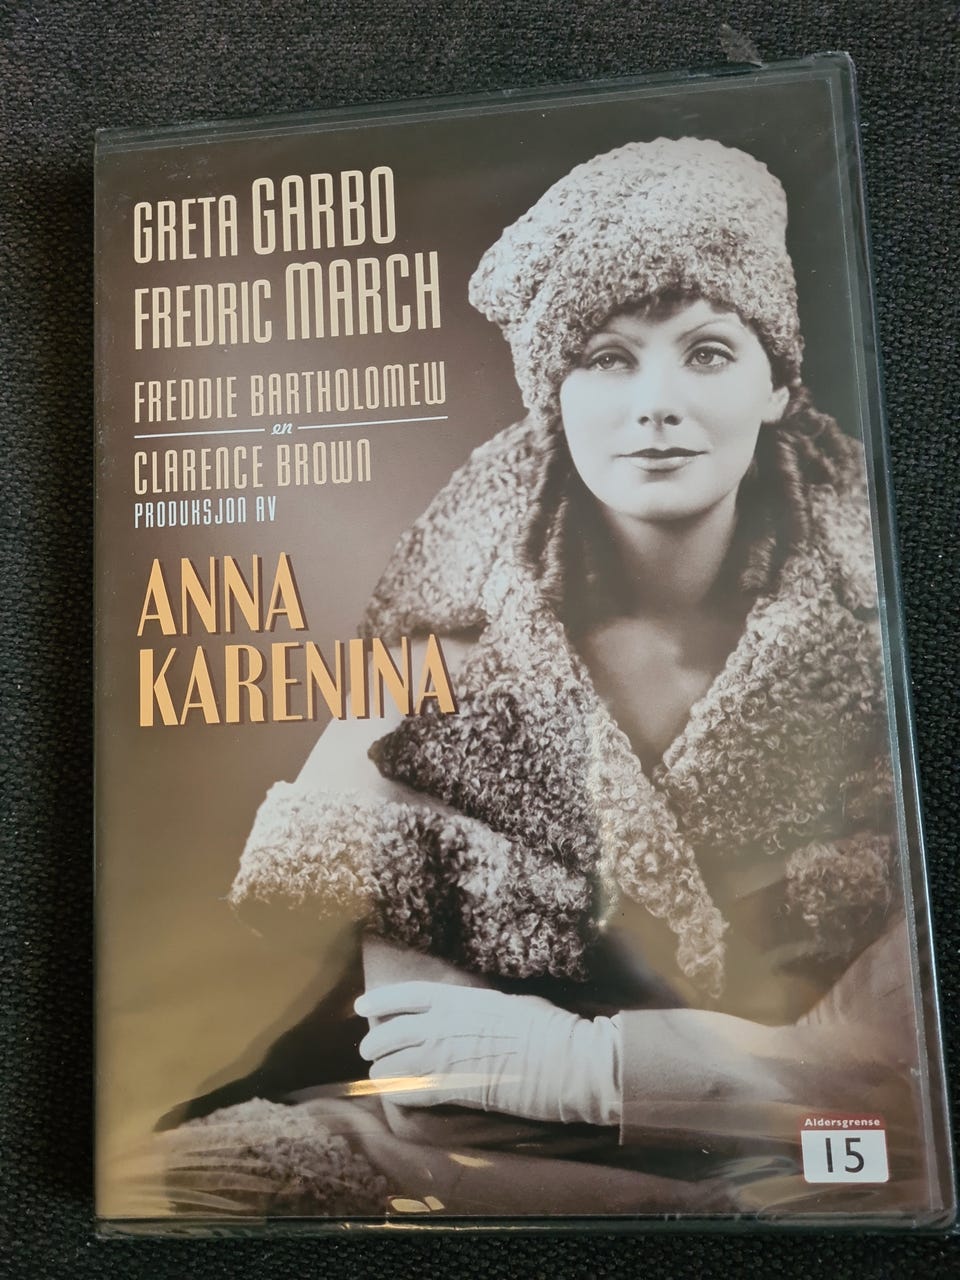 GRETA GARBO
FREDRIC MARCH
FREDDIE BARTHOLOMEW
en
CLARENCE BROWN
PRODUKSJON AV
ANNA
KARENINA
Aldersgrense
15